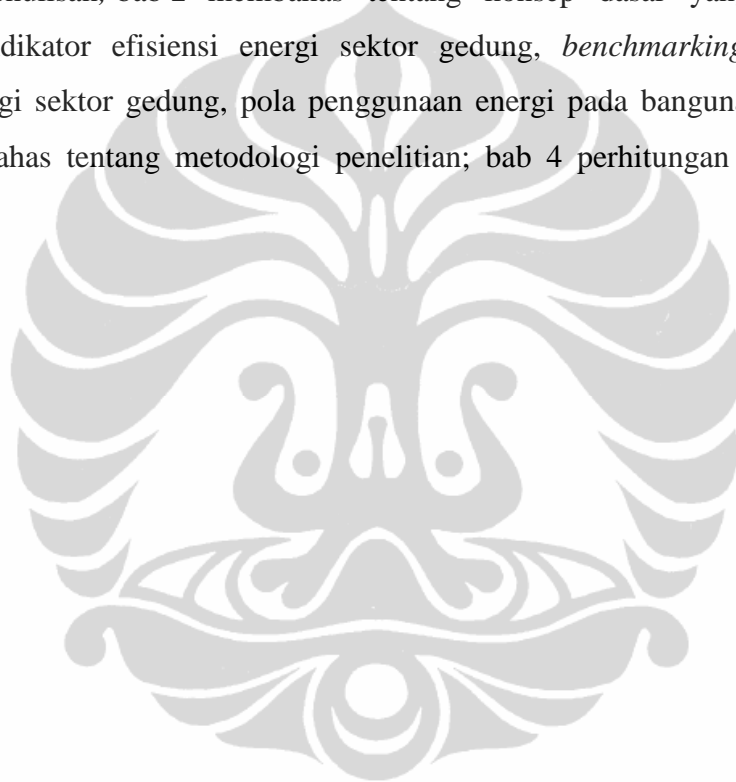 bab 2 membahas tentang konsep dasar
dikator efisiensi energi sektor gedung, benchmarking
gi sektor gedung, pola penggunaan energi pada
ahas tentang metodologi penelitian; bab 4 perhitungan